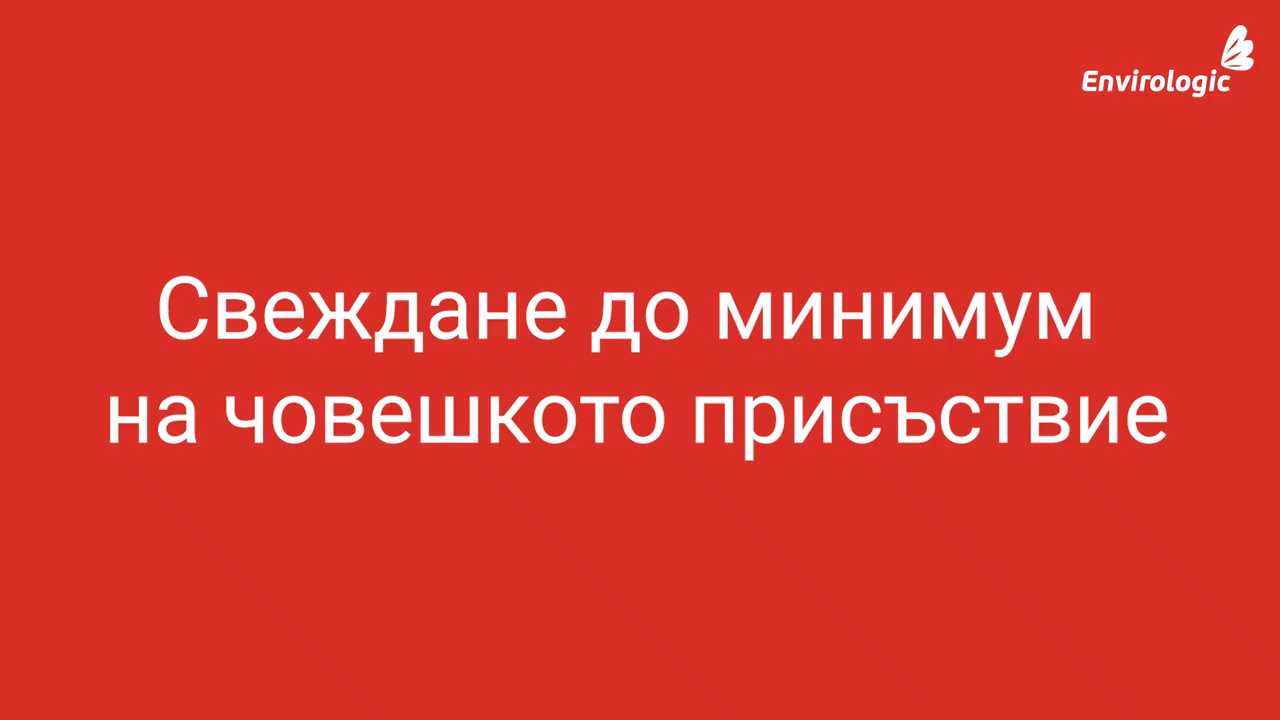 Envirologic
Свеждане до минимум
на човешкото присъствие